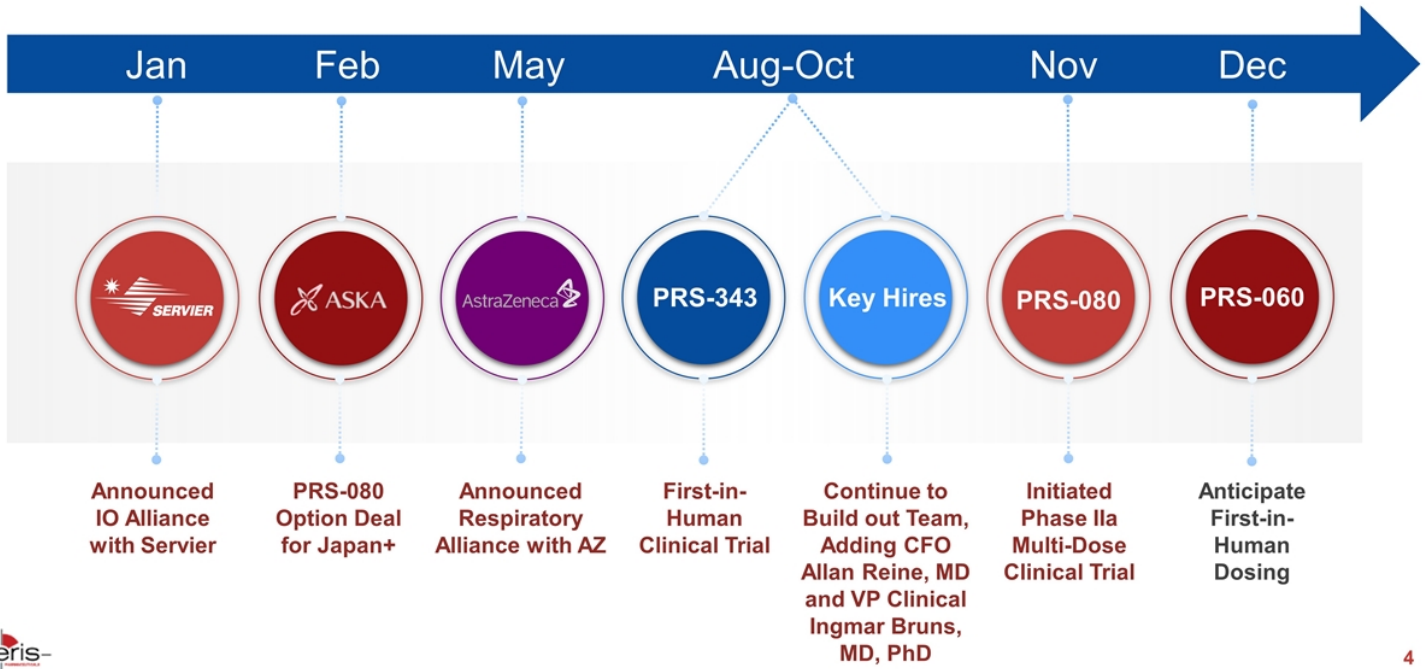 Jan Feb May Aug-Oct Nov Dec
SERVIER
ASKA
AstraZeneca
PRS-343
Key Hires
PRS-080
PRS-060
Announced
IO Alliance
with Servier
PRS-080
Option Deal
for Japan+
Announced
Respiratory
Alliance with AZ
First-in-
Human
Clinical Trial
Continue to
Build out Team,
Adding CFO
Allan Reine, MD
and VP Clinical
Ingmar Bruns,
MD, PhD
Initiated
Phase IIa
Multi-Dose
Clinical Trial
Anticipate
First-in-
Human
Dosing
eris
PHARMACEUTICALS
4